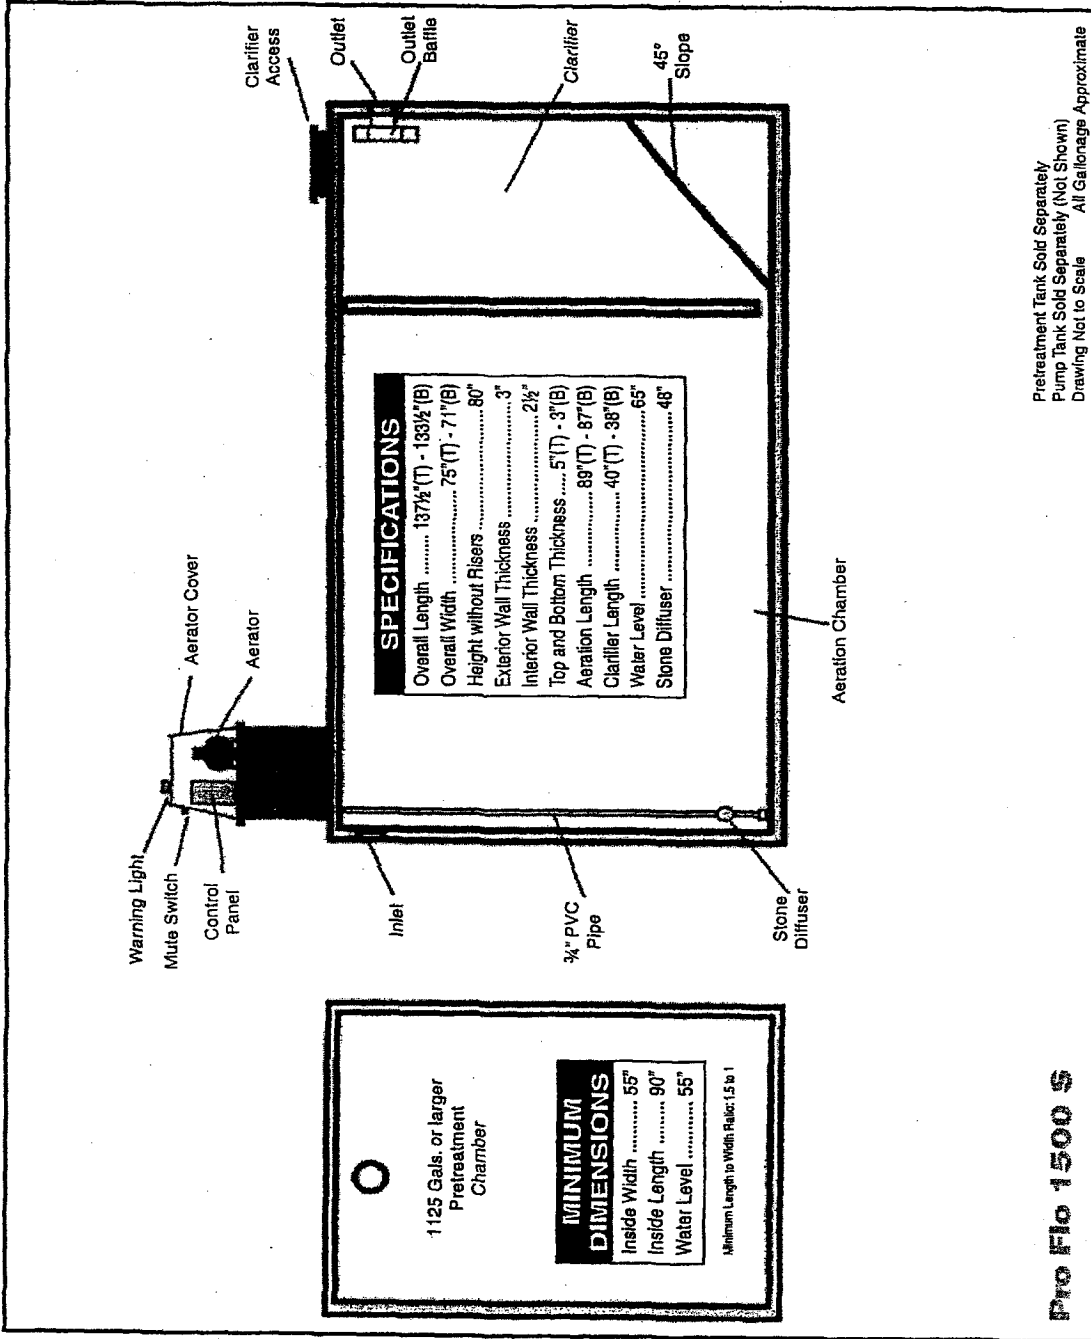 Warning Light
Mute Switch
Control
Panel
Aerator Cover
Aerator
Clarifier
Access
Outlet
Outlet
Baffle
Clarifier
45°
Slope
Inlet
¾" PVC
Pipe
Stone
Diffuser
Aeration Chamber
SPECIFICATIONS
Overall Length ......... 137½"(T) - 133½"(B)
Overall Width .................... 75"(T) - 71"(B)
Height without Risers ....................... 80"
Exterior Wall Thickness .................... 3"
Interior Wall Thickness .................. 2½"
Top and Bottom Thickness ..... 5"(T) - 3"(B)
Aeration Length ............... 89"(T) - 87"(B)
Clarifier Length ................ 40"(T) - 38"(B)
Water Level ................................... 65"
Stone Diffuser ................................ 48"
1125 Gals. or larger
Pretreatment
Chamber
MINIMUM
DIMENSIONS
Inside Width .......... 55"
Inside Length ......... 90"
Water Level ............ 55"
Minimum Length to Width Ratio: 1.5 to 1
Pro Flo 1500 S
Pretreatment Tank Sold Separately
Pump Tank Sold Separately (Not Shown)
Drawing Not to Scale All Gallonage Approximate